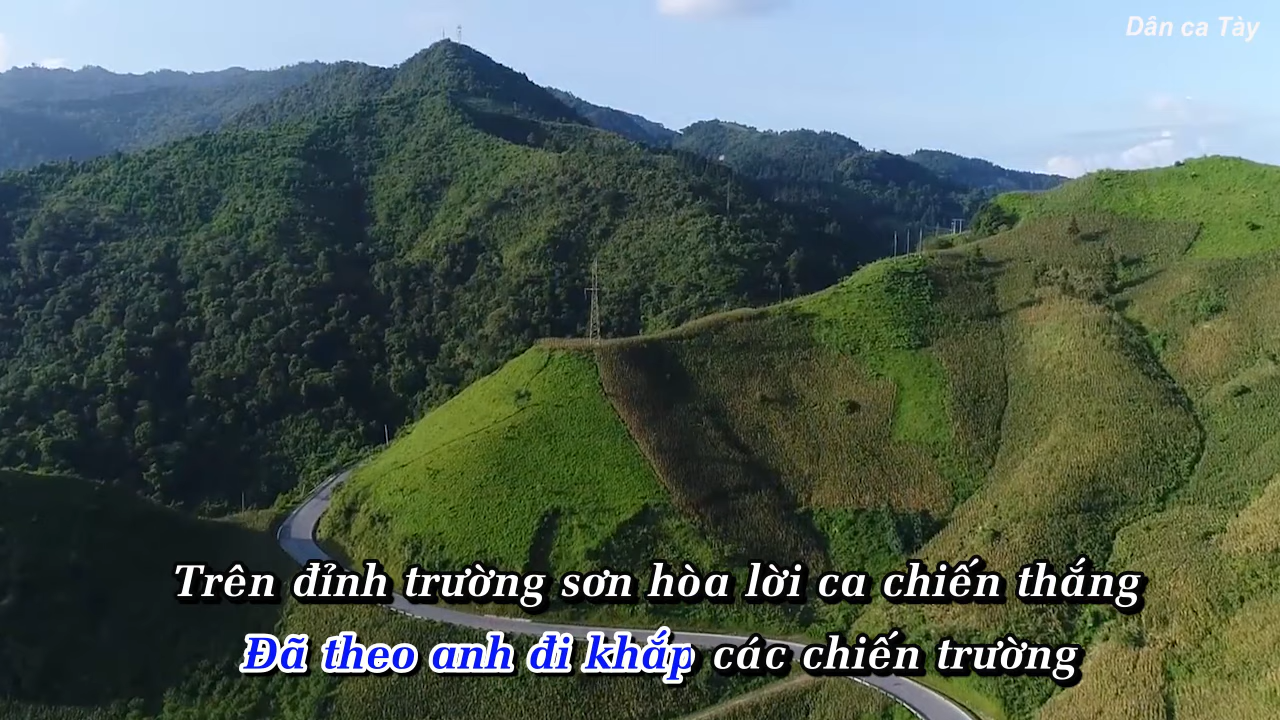 Dân ca Tày
Trên đỉnh trường sơn hòa lời ca chiến thắng
Đã theo anh đi khắp các chiến trường